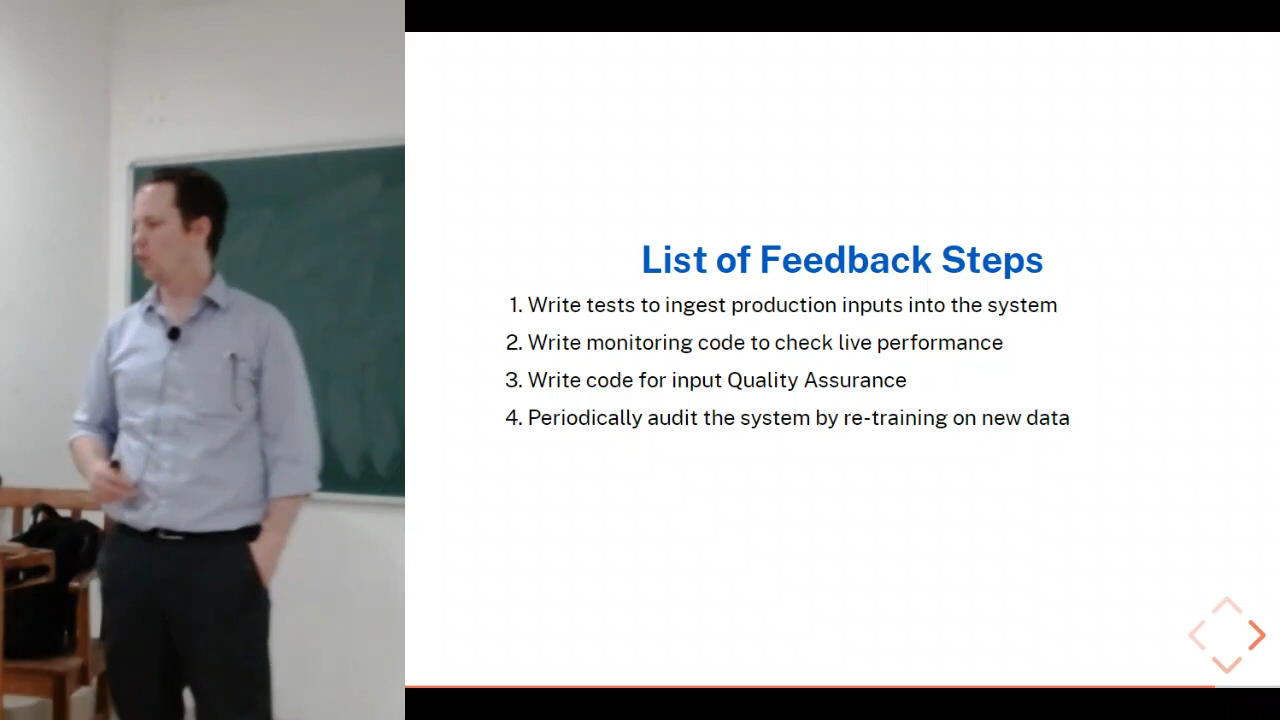 List of Feedback Steps
1. Write tests to ingest production inputs into the system
2. Write monitoring code to check live performance
3. Write code for input Quality Assurance
4. Periodically audit the system by re-training on new data